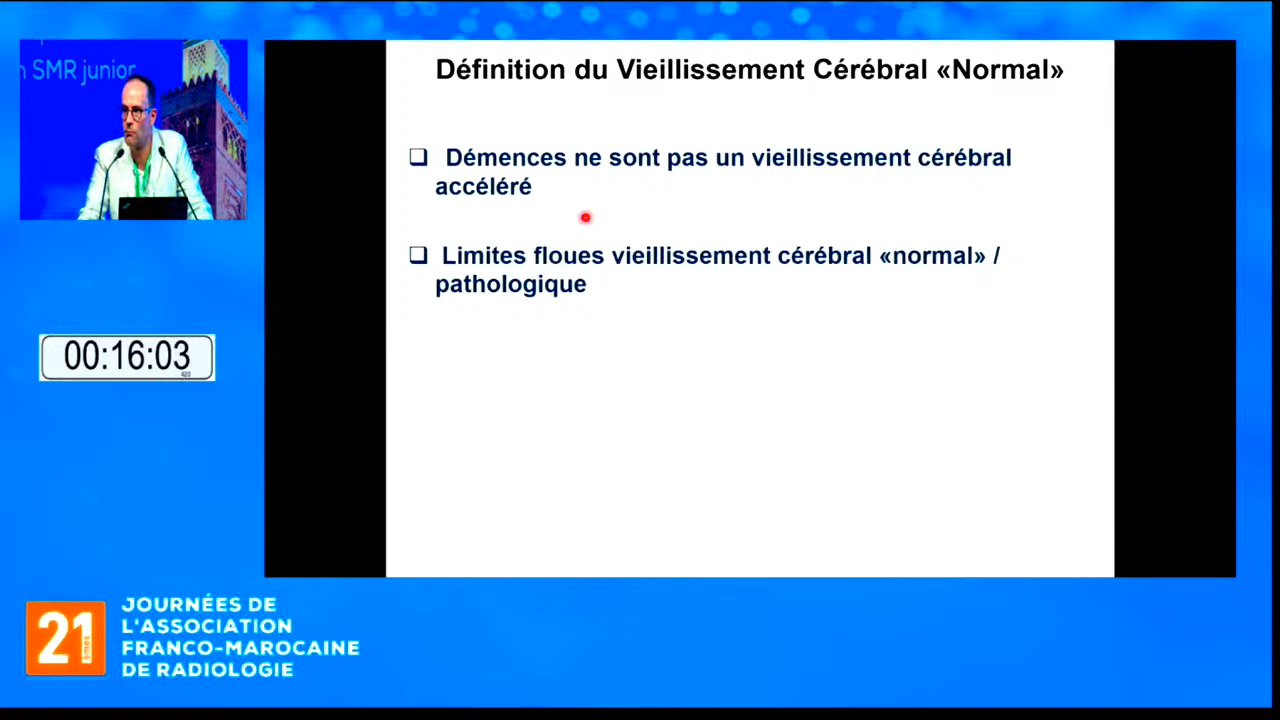 n SMR junior
Définition du Vieillissement Cérébral «Normal»
❑ Démences ne sont pas un vieillissement cérébral
accéléré
❑ Limites floues vieillissement cérébral «normal» /
pathologique
00:16:03
21
èmes
JOURNÉES DE
L'ASSOCIATION
FRANCO-MAROCAINE
DE RADIOLOGIE